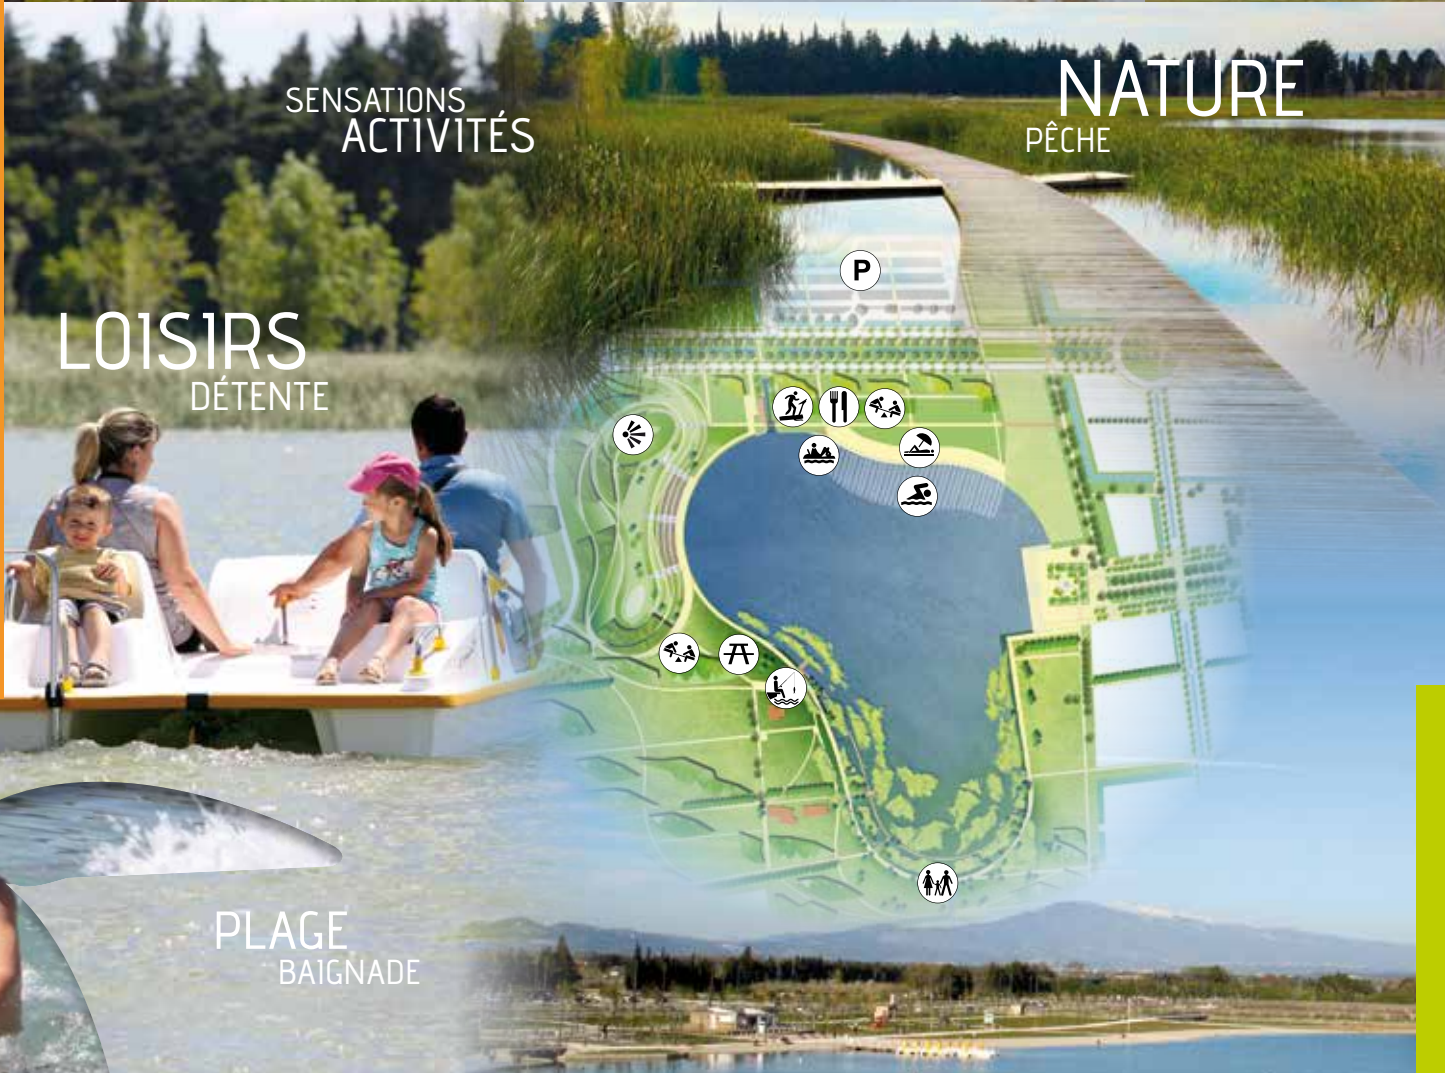 SENSATIONS
ACTIVITÉS
NATURE
PÊCHE
P
LOISIRS
DÉTENTE
PLAGE
BAIGNADE